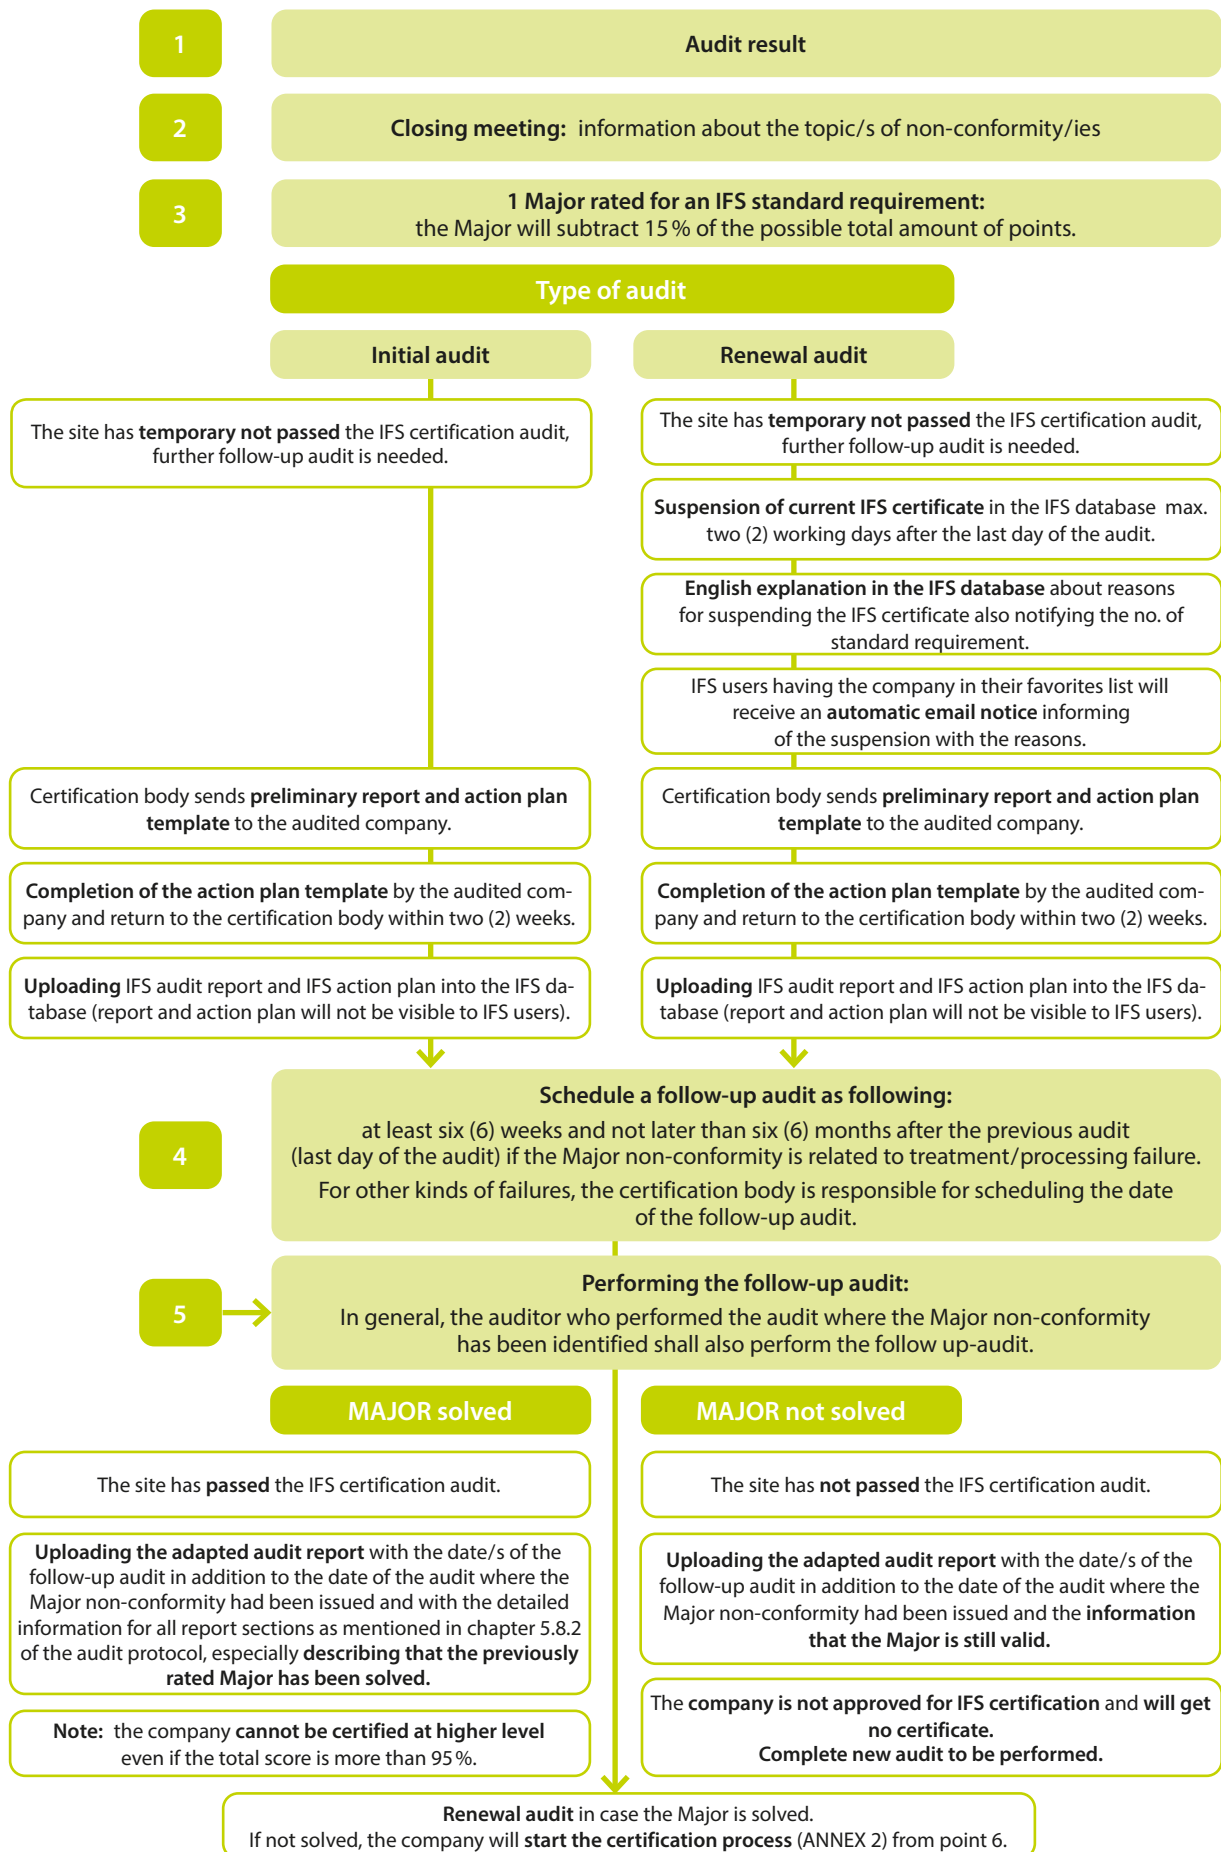 1
Audit result
2
Closing meeting: information about the topic/s of non-conformity/ies
3
1 Major rated for an IFS standard requirement:
the Major will subtract 15 % of the possible total amount of points.
Type of audit
Initial audit
The site has temporary not passed the IFS certification audit,
further follow-up audit is needed.
Certification body sends preliminary report and action plan
template to the audited company.
Completion of the action plan template by the audited com-
pany and return to the certification body within two (2) weeks.
Uploading IFS audit report and IFS action plan into the IFS da-
tabase (report and action plan will not be visible to IFS users).
Renewal audit
The site has temporary not passed the IFS certification audit,
further follow-up audit is needed.
Suspension of current IFS certificate in the IFS database max.
two (2) working days after the last day of the audit.
English explanation in the IFS database about reasons
for suspending the IFS certificate also notifying the no. of
standard requirement.
IFS users having the company in their favorites list will
receive an automatic email notice informing
of the suspension with the reasons.
Certification body sends preliminary report and action plan
template to the audited company.
Completion of the action plan template by the audited com-
pany and return to the certification body within two (2) weeks.
Uploading IFS audit report and IFS action plan into the IFS da-
tabase (report and action plan will not be visible to IFS users).
4
Schedule a follow-up audit as following:
at least six (6) weeks and not later than six (6) months after the previous audit
(last day of the audit) if the Major non-conformity is related to treatment/processing failure.
For other kinds of failures, the certification body is responsible for scheduling the date
of the follow-up audit.
5
Performing the follow-up audit:
In general, the auditor who performed the audit where the Major non-conformity
has been identified shall also perform the follow up-audit.
MAJOR solved
The site has passed the IFS certification audit.
Uploading the adapted audit report with the date/s of the
follow-up audit in addition to the date of the audit where the
Major non-conformity had been issued and with the detailed
information for all report sections as mentioned in chapter 5.8.2
of the audit protocol, especially describing that the previously
rated Major has been solved.
Note: the company cannot be certified at higher level
even if the total score is more than 95 %.
MAJOR not solved
The site has not passed the IFS certification audit.
Uploading the adapted audit report with the date/s of the
follow-up audit in addition to the date of the audit where the
Major non-conformity had been issued and the information
that the Major is still valid.
The company is not approved for IFS certification and will get
no certificate.
Complete new audit to be performed.
Renewal audit in case the Major is solved.
If not solved, the company will start the certification process (ANNEX 2) from point 6.